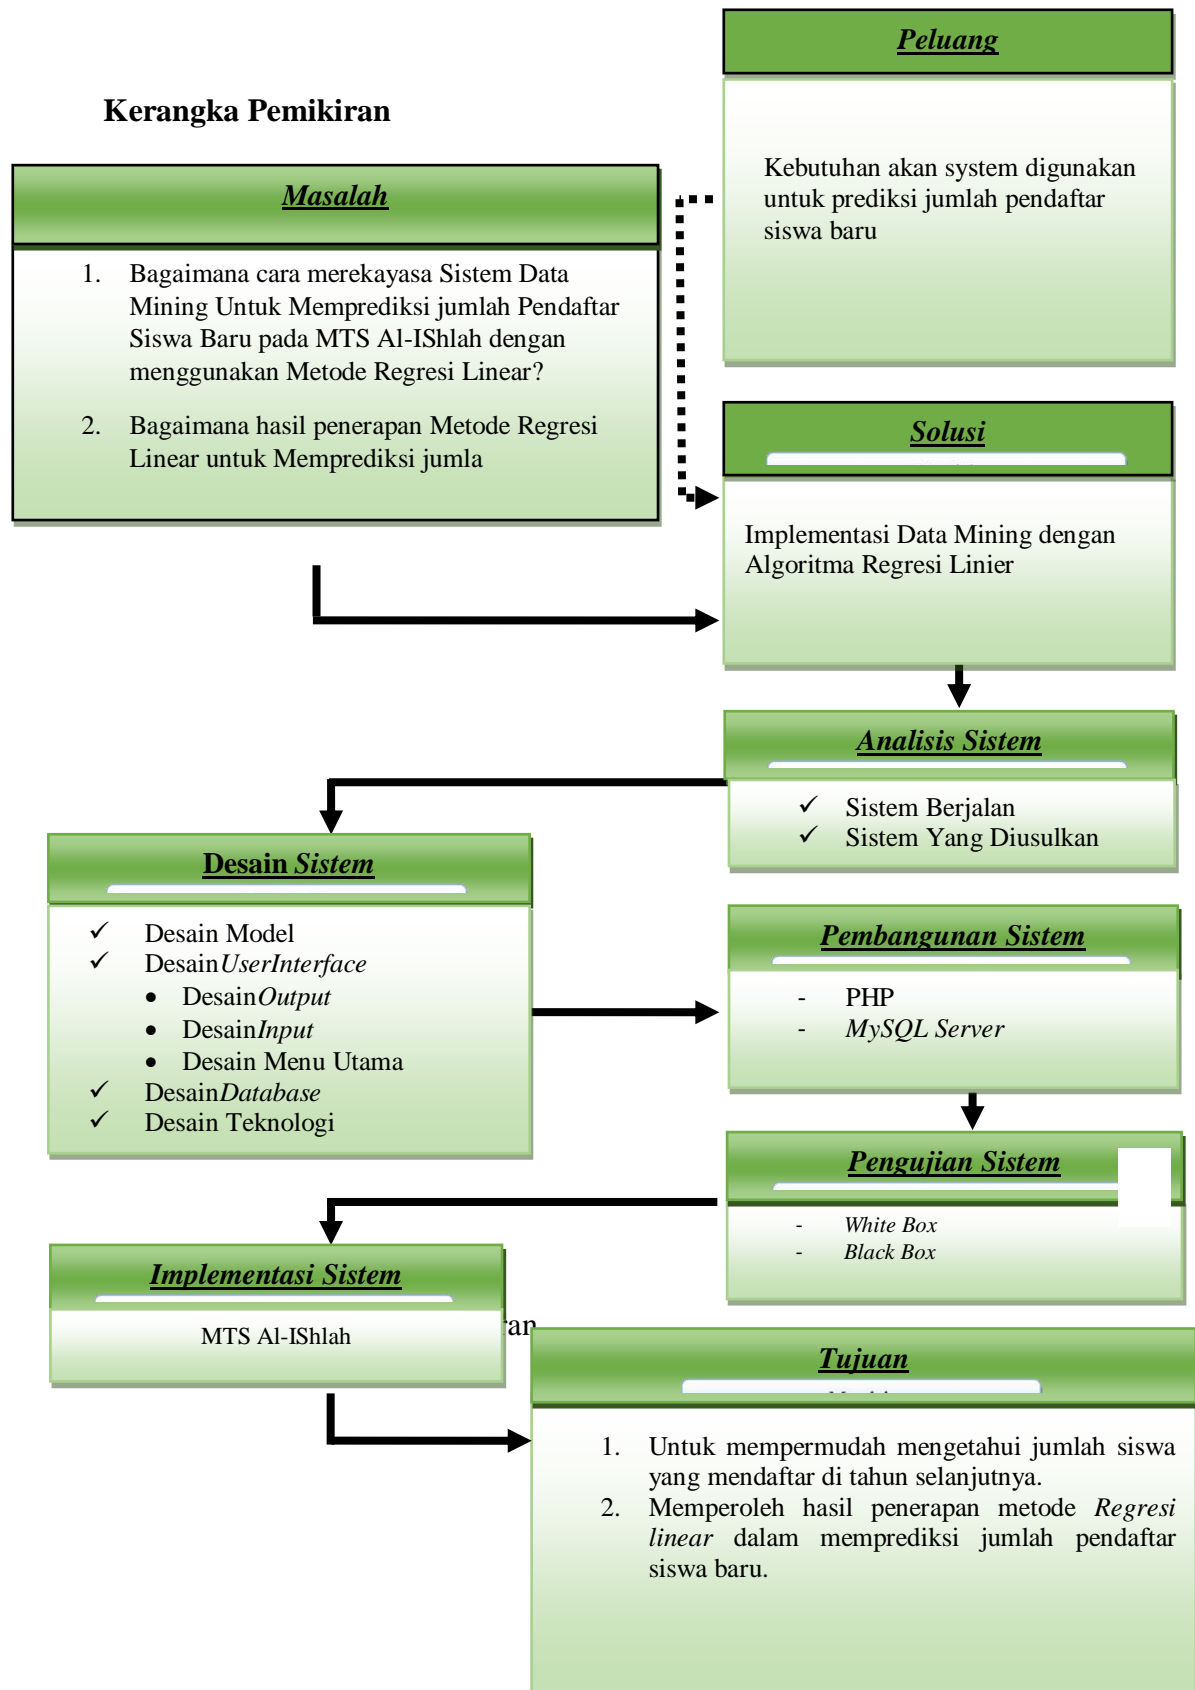 Peluang
Kerangka Pemikiran
Kebutuhan akan system digunakan
untuk prediksi jumlah pendaftar
siswa baru
Masalah
1. Bagaimana cara merekayasa Sistem Data
Mining Untuk Memprediksi jumlah Pendaftar
Siswa Baru pada MTS Al-IShlah dengan
menggunakan Metode Regresi Linear?
2. Bagaimana hasil penerapan Metode Regresi
Linear untuk Memprediksi jumla
Solusi
Implementasi Data Mining dengan
Algoritma Regresi Linier
Analisis Sistem
✓ Sistem Berjalan
✓ Sistem Yang Diusulkan
Desain Sistem
✓ Desain Model
✓ DesainUserInterface
• DesainOutput
• DesainInput
• Desain Menu Utama
✓ DesainDatabase
✓ Desain Teknologi
Pembangunan Sistem
- PHP
- MySQL Server
Pengujian Sistem
- White Box
- Black Box
Implementasi Sistem
MTS Al-IShlah
ran
Tujuan
1. Untuk mempermudah mengetahui jumlah siswa
yang mendaftar di tahun selanjutnya.
2. Memperoleh hasil penerapan metode Regresi
linear dalam memprediksi jumlah pendaftar
siswa baru.